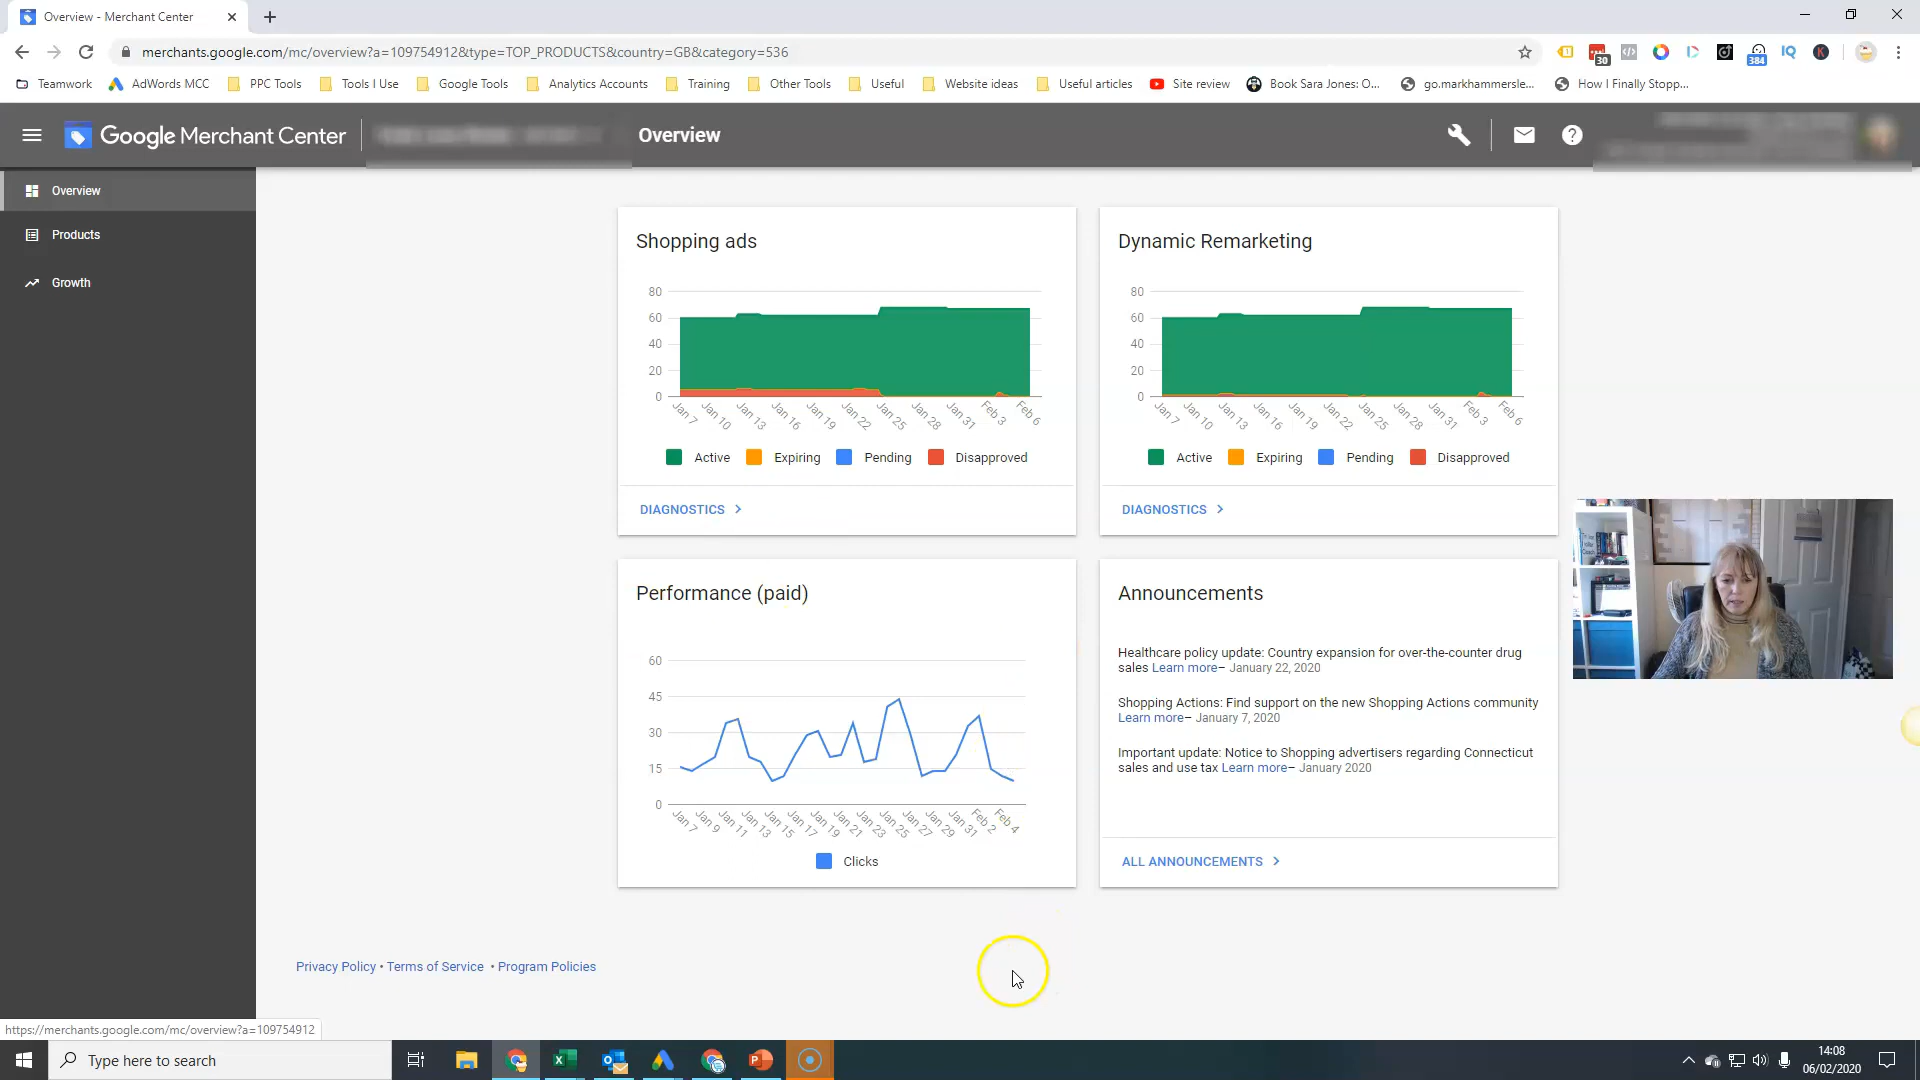 Overview - Merchant Center
merchants.google.com/mc/overview?a=109754912&type=TOP_PRODUCTS&country=GB&category=536
30
384
IQ
K
Teamwork
AdWords MCC
PPC Tools
Tools I Use
Google Tools
Analytics Accounts
Training
Other Tools
Useful
Website ideas
Useful articles
Site review
Book Sara Jones: O...
go.markhammersle...
How I Finally Stopp...
Google Merchant Center
Overview
Overview
Products
Growth
Shopping ads
80
60
40
20
0
Jan 7
Jan 10
Jan 13
Jan 16
Jan 19
Jan 22
Jan 25
Jan 28
Jan 31
Feb 3
Feb 6
Active
Expiring
Pending
Disapproved
DIAGNOSTICS
Dynamic Remarketing
80
60
40
20
0
Jan 7
Jan 10
Jan 13
Jan 16
Jan 19
Jan 22
Jan 25
Jan 28
Jan 31
Feb 3
Feb 6
Active
Expiring
Pending
Disapproved
DIAGNOSTICS
Performance (paid)
60
45
30
15
0
Jan 7
Jan 9
Jan 11
Jan 13
Jan 15
Jan 17
Jan 19
Jan 21
Jan 23
Jan 25
Jan 27
Jan 29
Jan 31
Feb 2
Feb 4
Clicks
Announcements
Healthcare policy update: Country expansion for over-the-counter drug
sales Learn more– January 22, 2020
Shopping Actions: Find support on the new Shopping Actions community
Learn more– January 7, 2020
Important update: Notice to Shopping advertisers regarding Connecticut
sales and use tax Learn more– January 2020
ALL ANNOUNCEMENTS
Privacy Policy • Terms of Service • Program Policies
https://merchants.google.com/mc/overview?a=109754912
Type here to search
14:08
06/02/2020